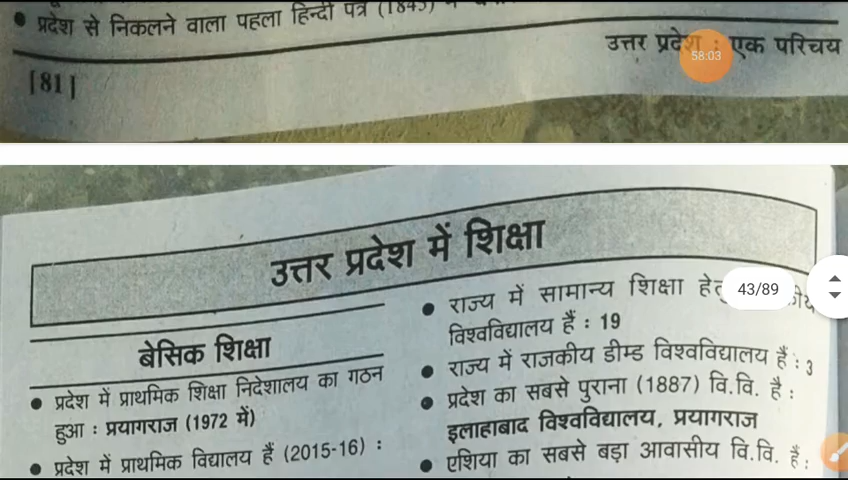 ● प्रदेश से निकलने वाला पहला हिन्दी पत्र (1845)
उत्तर प्रदेश : एक परिचय
58:03
[81]
उत्तर प्रदेश में शिक्षा
बेसिक शिक्षा
● प्रदेश में प्राथमिक शिक्षा निदेशालय का गठन
हुआ : प्रयागराज (1972 में)
● प्रदेश में प्राथमिक विद्यालय हैं (2015-16) :
● राज्य में सामान्य शिक्षा
43/89
विश्वविद्यालय हैं : 19
● राज्य में राजकीय डीम्ड विश्वविद्यालय हैं : 3
● प्रदेश का सबसे पुराना (1887) वि.वि. है :
इलाहाबाद विश्वविद्यालय, प्रयागराज
● एशिया का सबसे बड़ा आवासीय वि.वि. है :